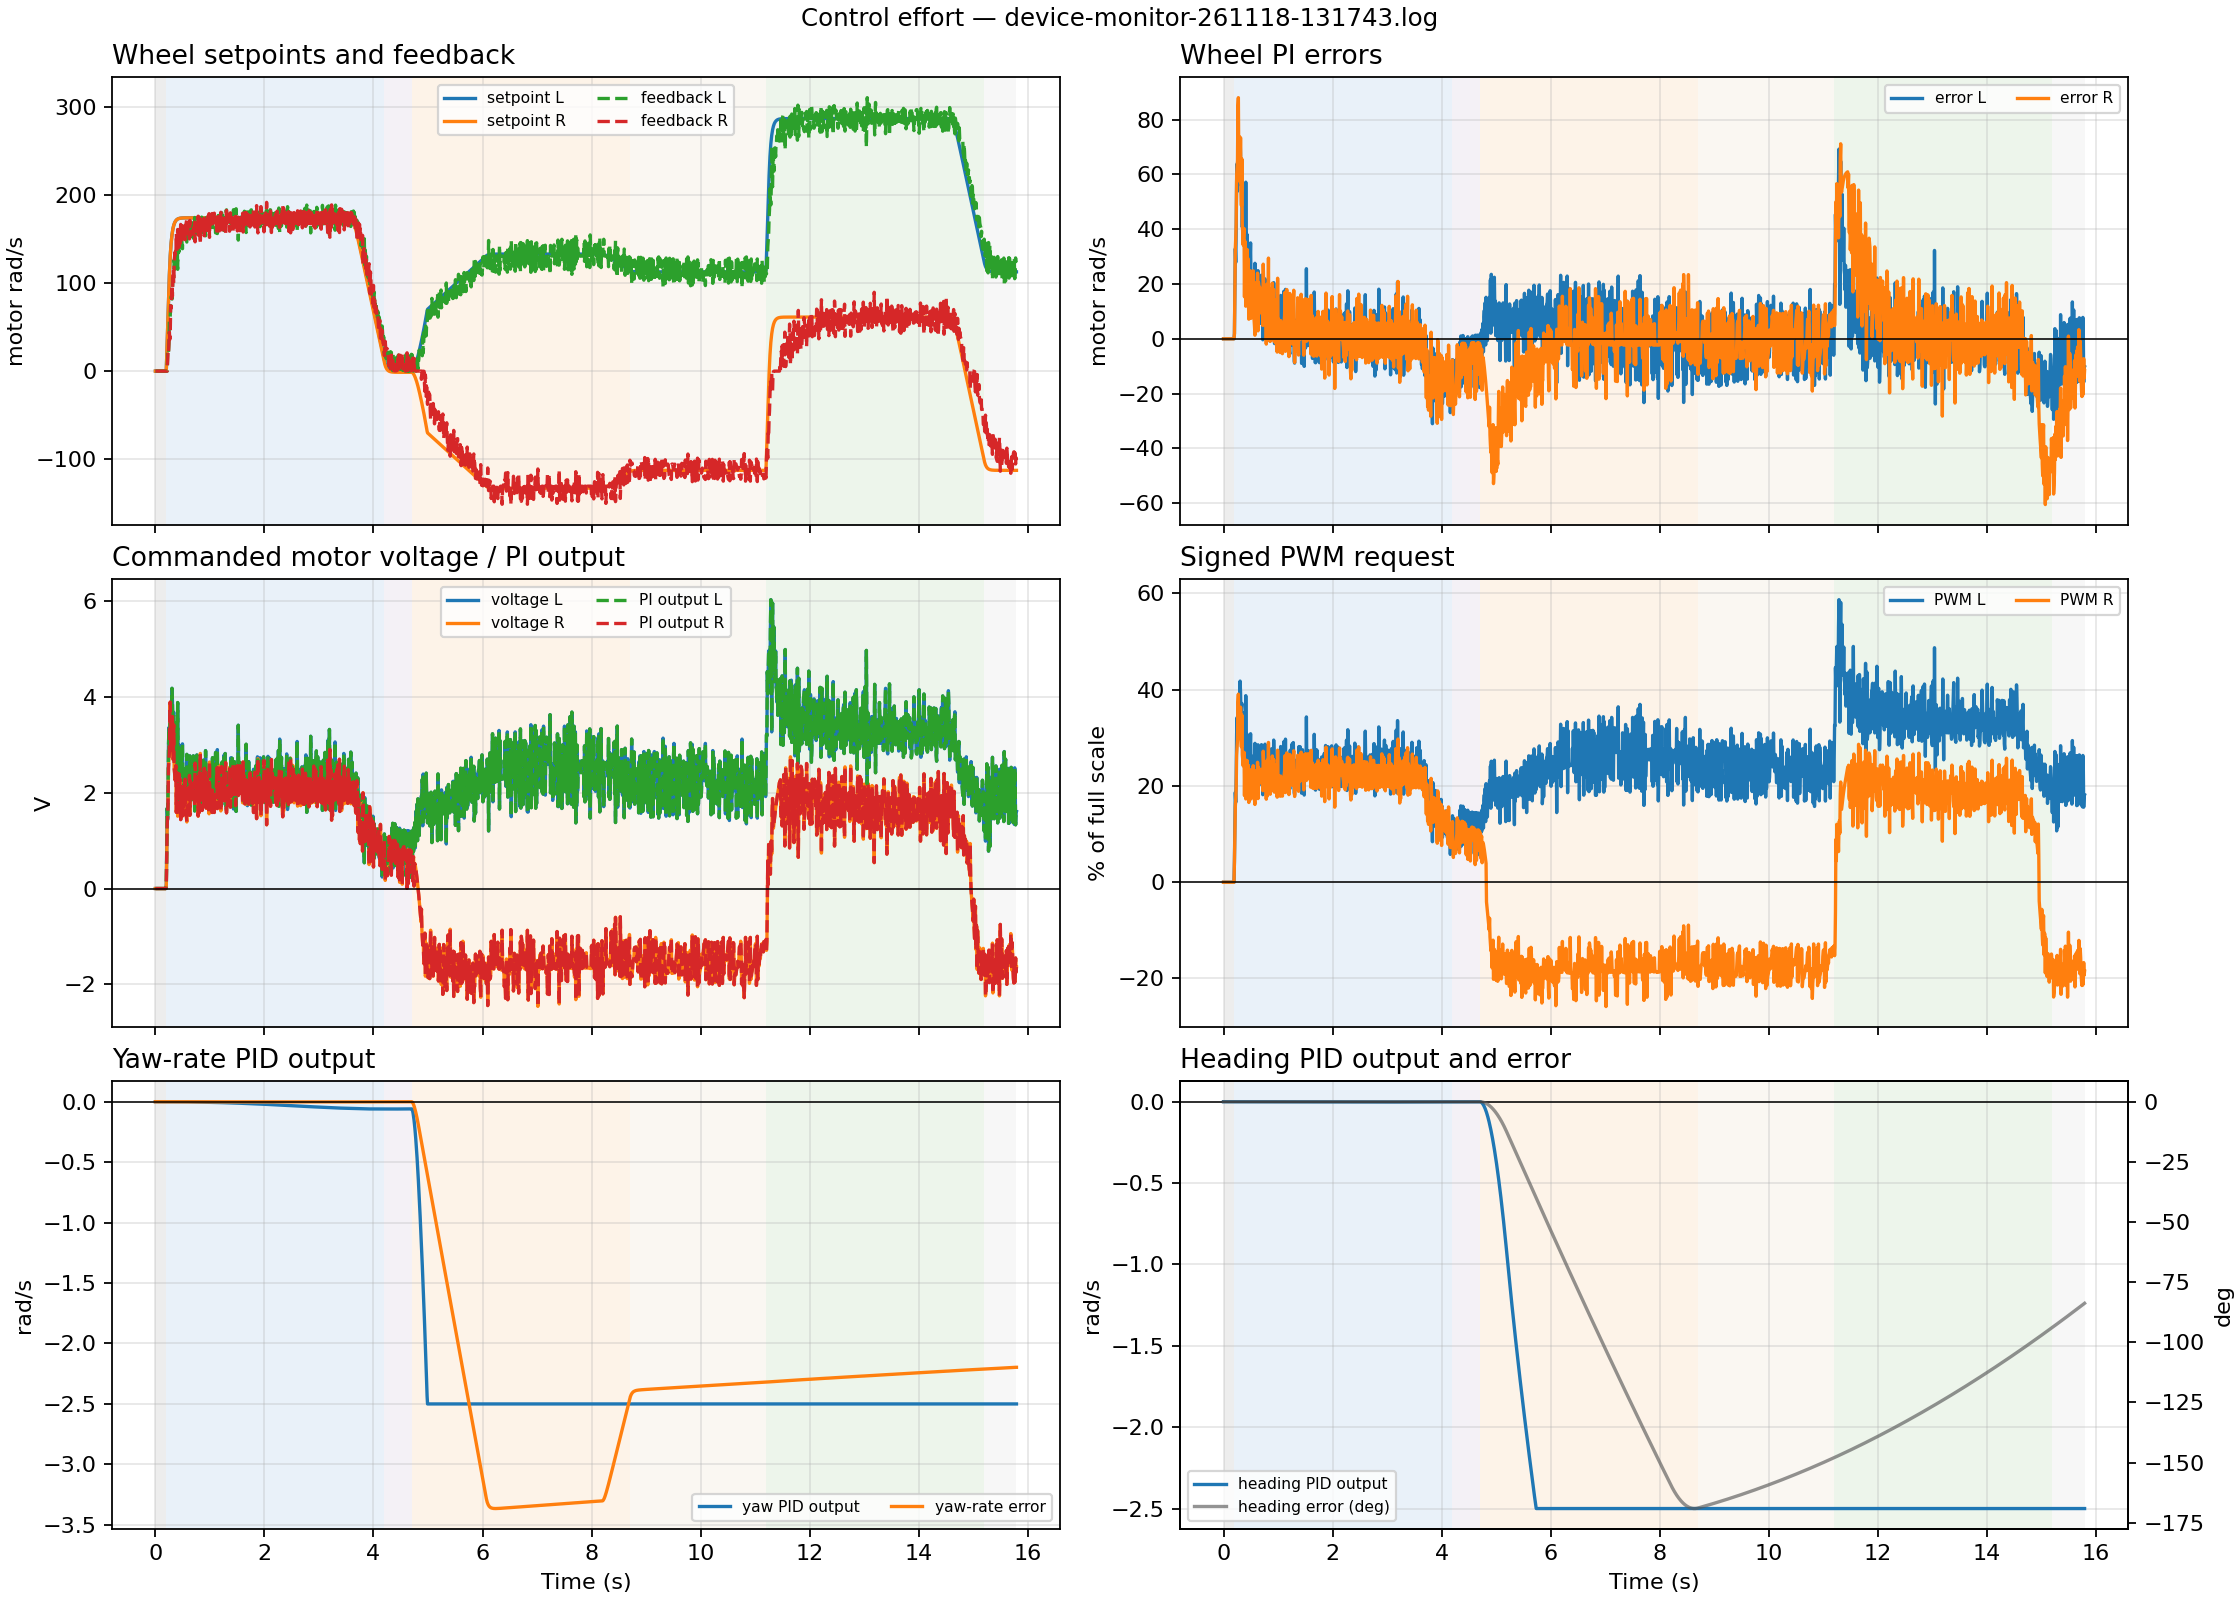 Control effort — device-monitor-261118-131743.log
Wheel setpoints and feedback
motor rad/s
300
200
100
0
−100
setpoint L
setpoint R
feedback L
feedback R
Wheel PI errors
motor rad/s
80
60
40
20
0
−20
−40
−60
error L
error R
Commanded motor voltage / PI output
V
6
4
2
0
−2
voltage L
voltage R
PI output L
PI output R
Signed PWM request
% of full scale
60
40
20
0
−20
PWM L
PWM R
Yaw-rate PID output
rad/s
0.0
−0.5
−1.0
−1.5
−2.0
−2.5
−3.0
−3.5
yaw PID output
yaw-rate error
0 2 4 6 8 10 12 14 16
Time (s)
Heading PID output and error
rad/s
0.0
−0.5
−1.0
−1.5
−2.0
−2.5
heading PID output
heading error (deg)
0
−25
−50
−75
−100
−125
−150
−175
deg
0 2 4 6 8 10 12 14 16
Time (s)